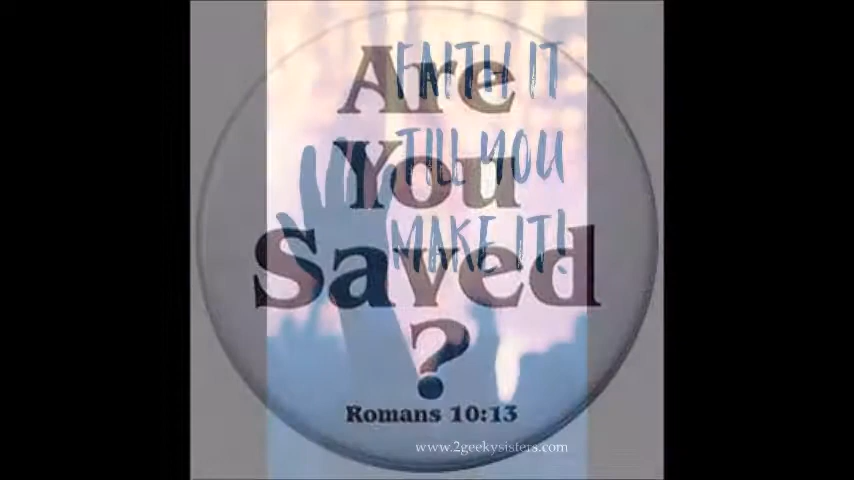 Are
You
Saved
?
Romans 10:13
FAITH IT
TILL YOU
MAKE IT!
www.2geekysisters.com